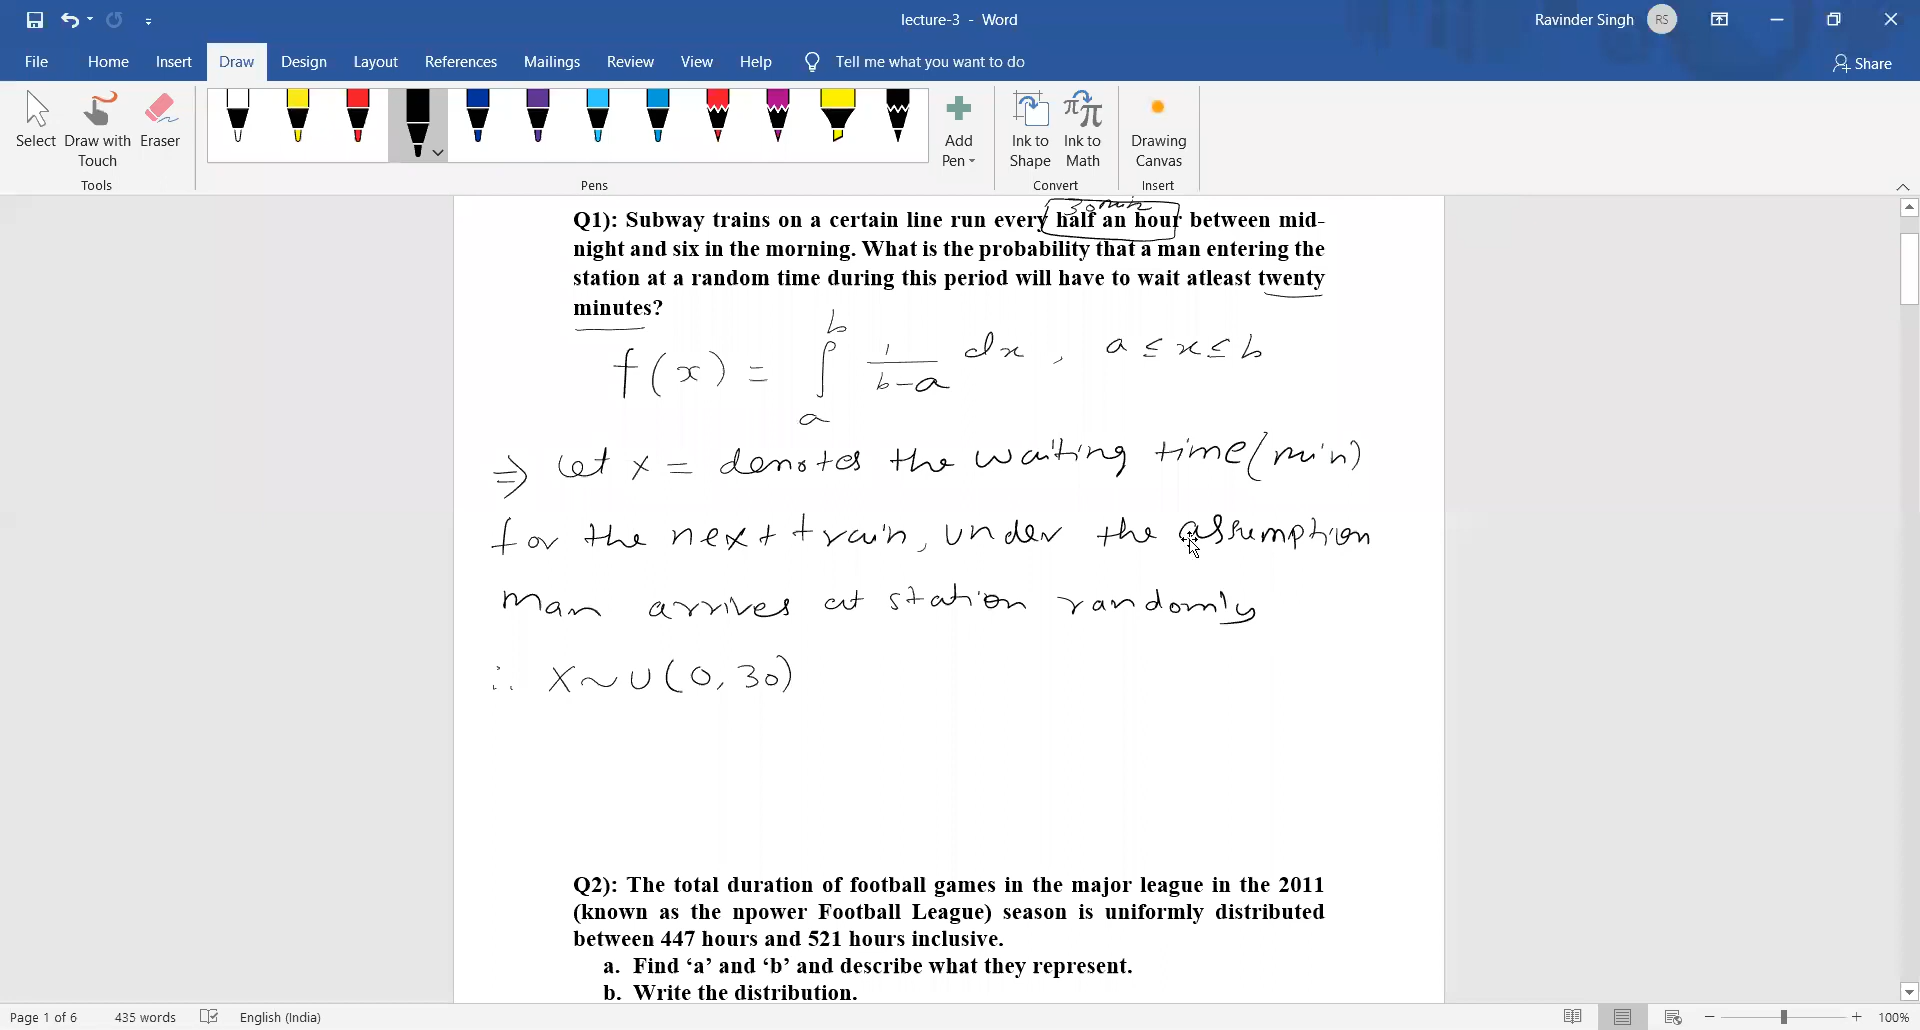 lecture-3 - Word
Ravinder Singh
RS
File Home Insert Draw Design Layout References Mailings Review View Help Tell me what you want to do
Share
Select Draw with Touch Eraser
Add Pen
Ink to Shape
Ink to Math
Drawing Canvas
Tools
Pens
Convert
Insert
30 min
Q1): Subway trains on a certain line run every half an hour between mid-
night and six in the morning. What is the probability that a man entering the
station at a random time during this period will have to wait atleast twenty
minutes?
f(x) = ∫_a^b 1/(b-a) dx , a ≤ x ≤ b
⇒ Let x = denotes the waiting time (min)
for the next train, under the assumption
man arrives at station randomly
∴ X ~ U(0, 30)
Q2): The total duration of football games in the major league in the 2011
(known as the npower Football League) season is uniformly distributed
between 447 hours and 521 hours inclusive.
a. Find ‘a’ and ‘b’ and describe what they represent.
b. Write the distribution.
Page 1 of 6 435 words English (India) 100%